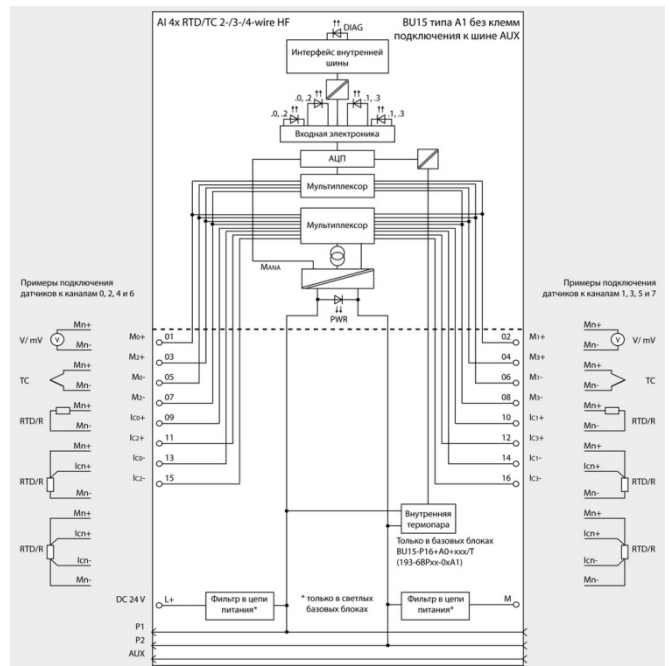 AI 4x RTD/TC 2-/3-/4-wire HF
BU15 типа A1 без клемм
подключения к шине AUX
DIAG
Интерфейс внутренней
шины
.0, .2
.1, .3
.0, .2
.1, .3
Входная электроника
АЦП
Мультиплексор
Мультиплексор
MANA
PWR
Примеры подключения
датчиков к каналам 0, 2, 4 и 6
Примеры подключения
датчиков к каналам 1, 3, 5 и 7
Mn+
V/ mV
V
Mn-
Mn+
TC
Mn-
Mn+
RTD/R
Mn-
Mn+
Icn+
RTD/R
Mn-
Mn+
Icn+
RTD/R
Icn-
Mn-
M0+ 01
M2+ 03
M0- 05
M2- 07
IC0+ 09
IC2+ 11
IC0- 13
IC2- 15
02 M1+
04 M3+
06 M1-
08 M3-
10 IC1+
12 IC3+
14 IC1-
16 IC3-
Mn+
V
V/ mV
Mn-
Mn+
TC
Mn-
Mn+
RTD/R
Mn-
Mn+
Icn+
RTD/R
Mn-
Mn+
Icn+
RTD/R
Icn-
Mn-
Внутренняя
термопара
Только в базовых блоках
BU15-P16+A0+xxx/T
(193-6BPxx-0xA1)
DC 24 V
L+
Фильтр в цепи
питания*
* только в светлых
базовых блоках
Фильтр в цепи
питания*
M
P1
P2
AUX